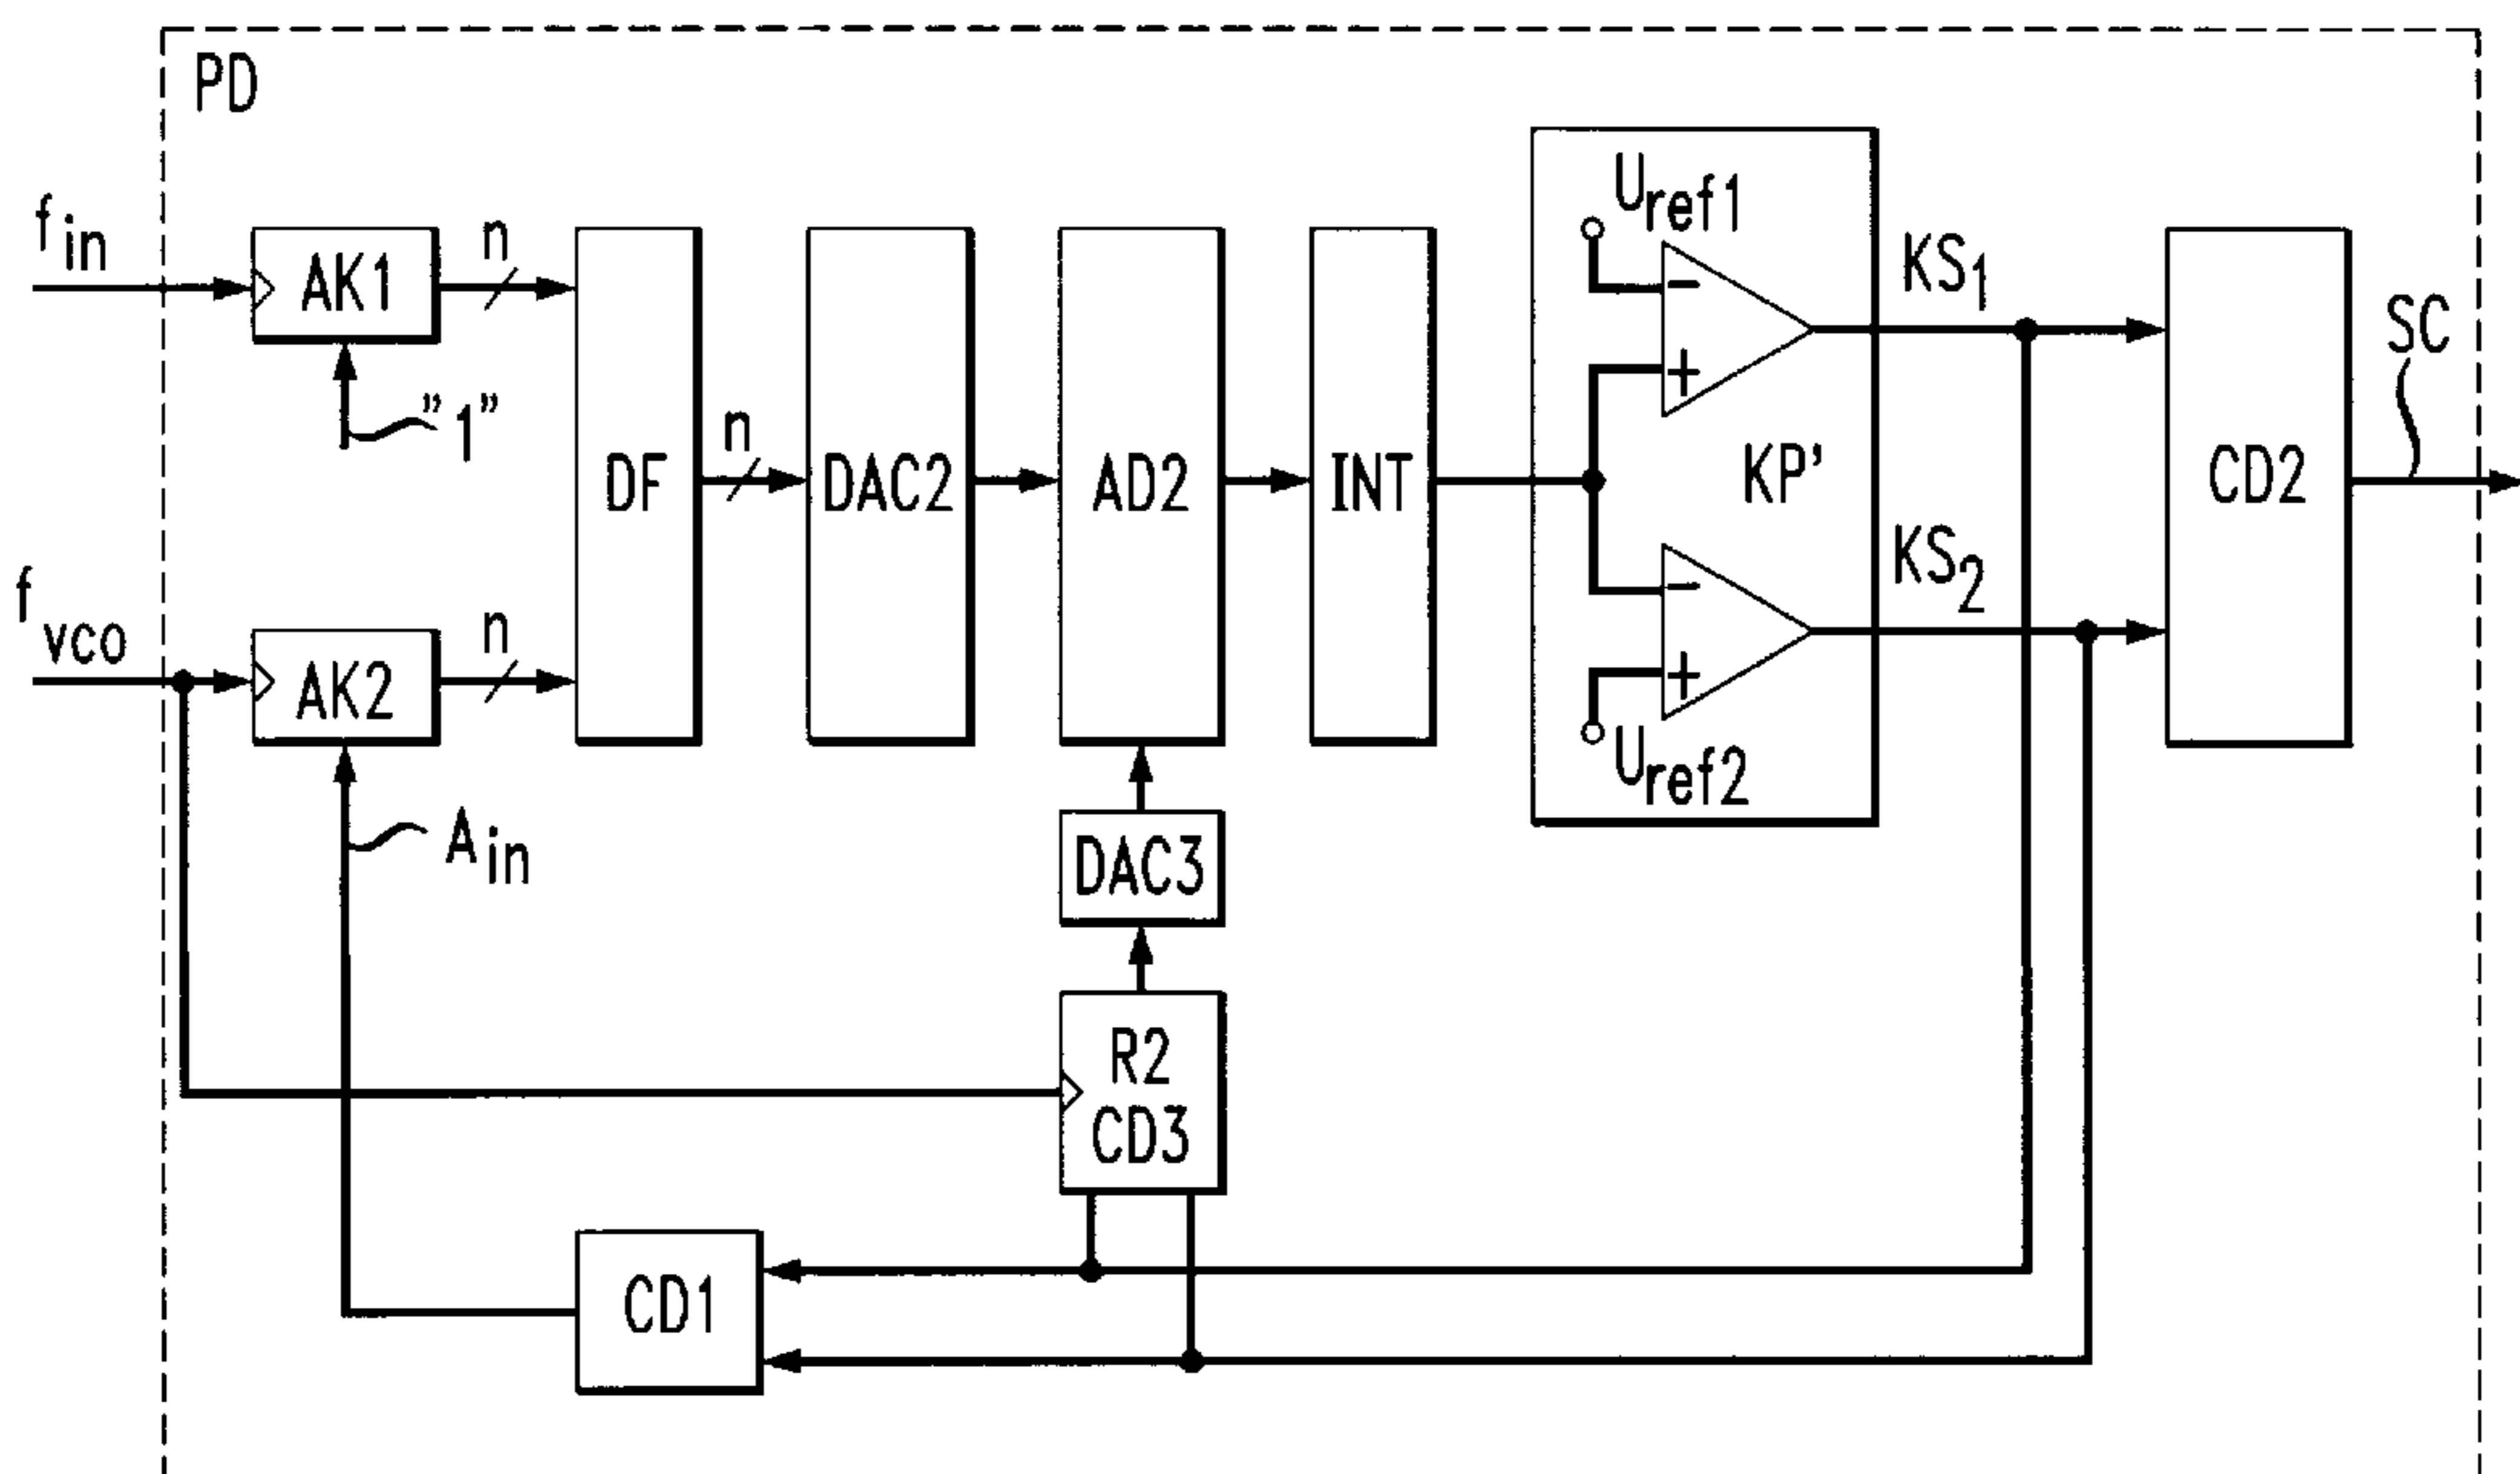 PD
f in
AK1
n
"1"
DF
n
DAC2
AD2
INT
U ref1
-
+
KP'
-
+
U ref2
KS1
KS2
CD2
SC
f vco
AK2
n
A in
DAC3
R2
CD3
CD1